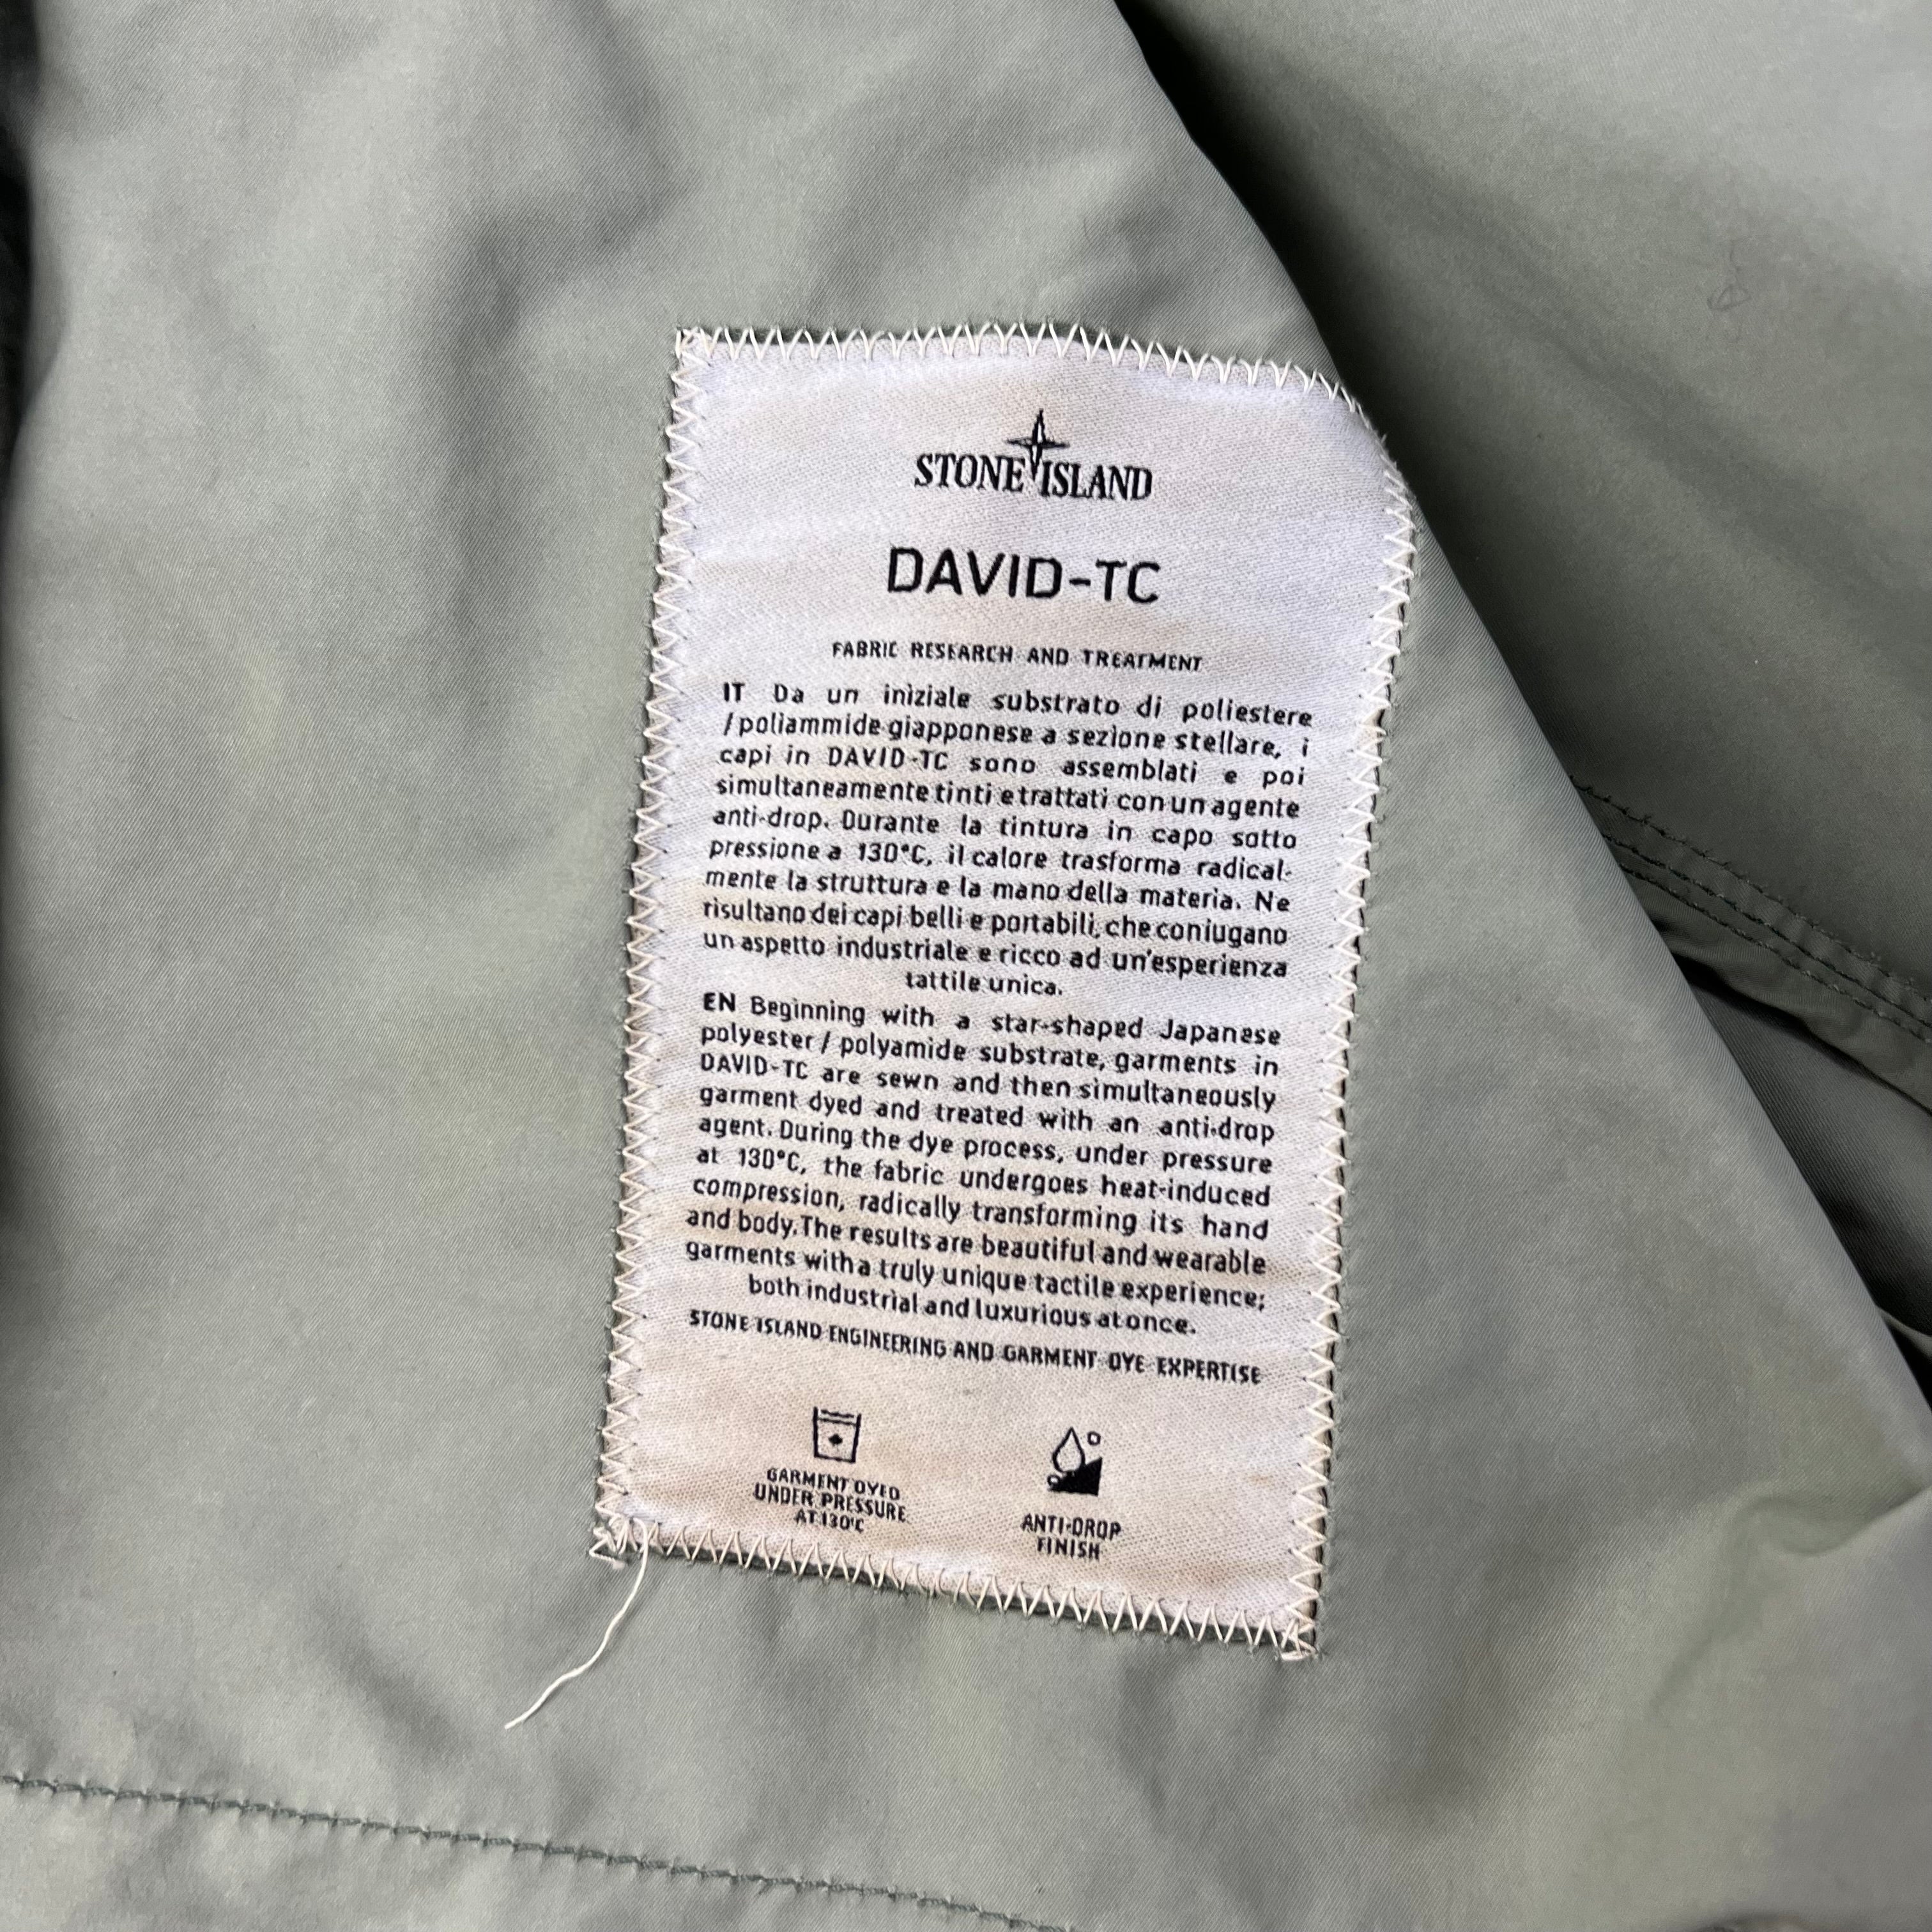 STONE ISLAND
DAVID-TC
FABRIC RESEARCH AND TREATMENT
IT Da un iniziale substrato di poliestere
/poliammide giapponese a sezione stellare, i
capi in DAVID-TC sono assemblati e poi
simultaneamente tinti e trattati con un agente
anti-drop. Durante la tintura in capo sotto
pressione a 130°C, il calore trasforma radical-
mente la struttura e la mano della materia. Ne
risultano dei capi belli e portabili, che coniugano
un aspetto industriale e ricco ad un'esperienza
tattile unica.
EN Beginning with a star-shaped Japanese
polyester / polyamide substrate, garments in
DAVID-TC are sewn and then simultaneously
garment dyed and treated with an anti-drop
agent. During the dye process, under pressure
at 130°C, the fabric undergoes heat-induced
compression, radically transforming its hand
and body. The results are beautiful and wearable
garments with a truly unique tactile experience;
both industrial and luxurious at once.
STONE ISLAND ENGINEERING AND GARMENT DYE EXPERTISE
GARMENT DYED
UNDER PRESSURE
AT 130°C
ANTI-DROP
FINISH